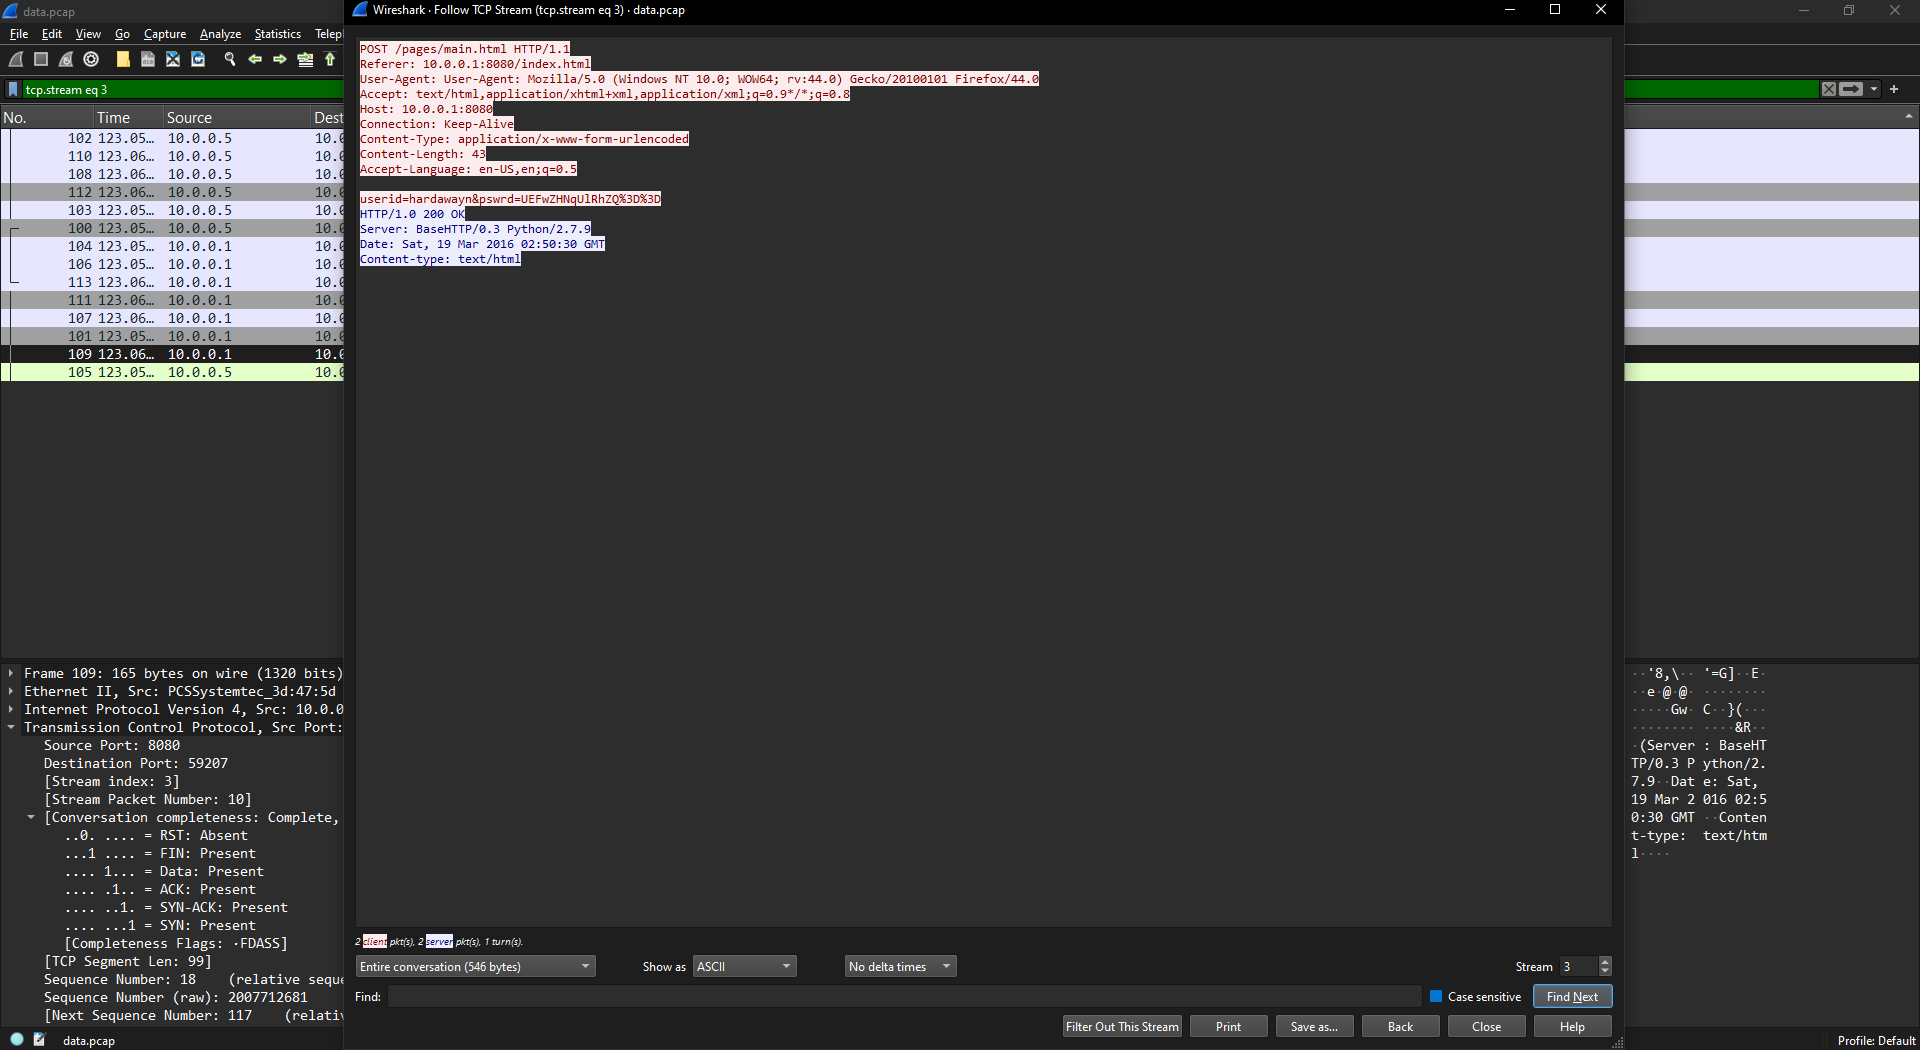 data.pcap
File Edit View Go Capture Analyze Statistics
tcp.stream eq 3
No. Time Source
102 123.05… 10.0.0.5
110 123.06… 10.0.0.5
108 123.06… 10.0.0.5
112 123.06… 10.0.0.5
103 123.05… 10.0.0.5
100 123.05… 10.0.0.5
104 123.05… 10.0.0.1
106 123.06… 10.0.0.1
113 123.06… 10.0.0.1
111 123.06… 10.0.0.1
107 123.06… 10.0.0.1
101 123.05… 10.0.0.1
109 123.06… 10.0.0.1
105 123.05… 10.0.0.5
Wireshark · Follow TCP Stream (tcp.stream eq 3) · data.pcap
POST /pages/main.html HTTP/1.1
Referer: 10.0.0.1:8080/index.html
User-Agent: User-Agent: Mozilla/5.0 (Windows NT 10.0; WOW64; rv:44.0) Gecko/20100101 Firefox/44.0
Accept: text/html,application/xhtml+xml,application/xml;q=0.9*/*;q=0.8
Host: 10.0.0.1:8080
Connection: Keep-Alive
Content-Type: application/x-www-form-urlencoded
Content-Length: 43
Accept-Language: en-US,en;q=0.5
userid=hardawayn&pswrd=UEFwZHNqUlRhZQ%3D%3D
HTTP/1.0 200 OK
Server: BaseHTTP/0.3 Python/2.7.9
Date: Sat, 19 Mar 2016 02:50:30 GMT
Content-type: text/html
2 client pkt(s), 2 server pkt(s), 1 turn(s).
Entire conversation (546 bytes) Show as ASCII No delta times Stream 3
Find: Case sensitive Find Next
Filter Out This Stream Print Save as... Back Close Help
Frame 109: 165 bytes on wire (1320 bits)
Ethernet II, Src: PCSSystemtec_3d:47:5d
Internet Protocol Version 4, Src: 10.0.0
Transmission Control Protocol, Src Port:
Source Port: 8080
Destination Port: 59207
[Stream index: 3]
[Stream Packet Number: 10]
[Conversation completeness: Complete,
..0. .... = RST: Absent
...1 .... = FIN: Present
.... 1... = Data: Present
.... .1.. = ACK: Present
.... ..1. = SYN-ACK: Present
.... ...1 = SYN: Present
[Completeness Flags: ·FDASS]
[TCP Segment Len: 99]
Sequence Number: 18 (relative seque
Sequence Number (raw): 2007712681
[Next Sequence Number: 117 (relati
··'8,\·· '=G]··E·
··e·@·@· ········
·····Gw· C··}(···
········ ·····&R··
·(Server : BaseHT
TP/0.3 P ython/2.
7.9··Dat e: Sat,
19 Mar 2 016 02:5
0:30 GMT ··Conten
t-type: text/htm
l····
data.pcap
Profile: Default